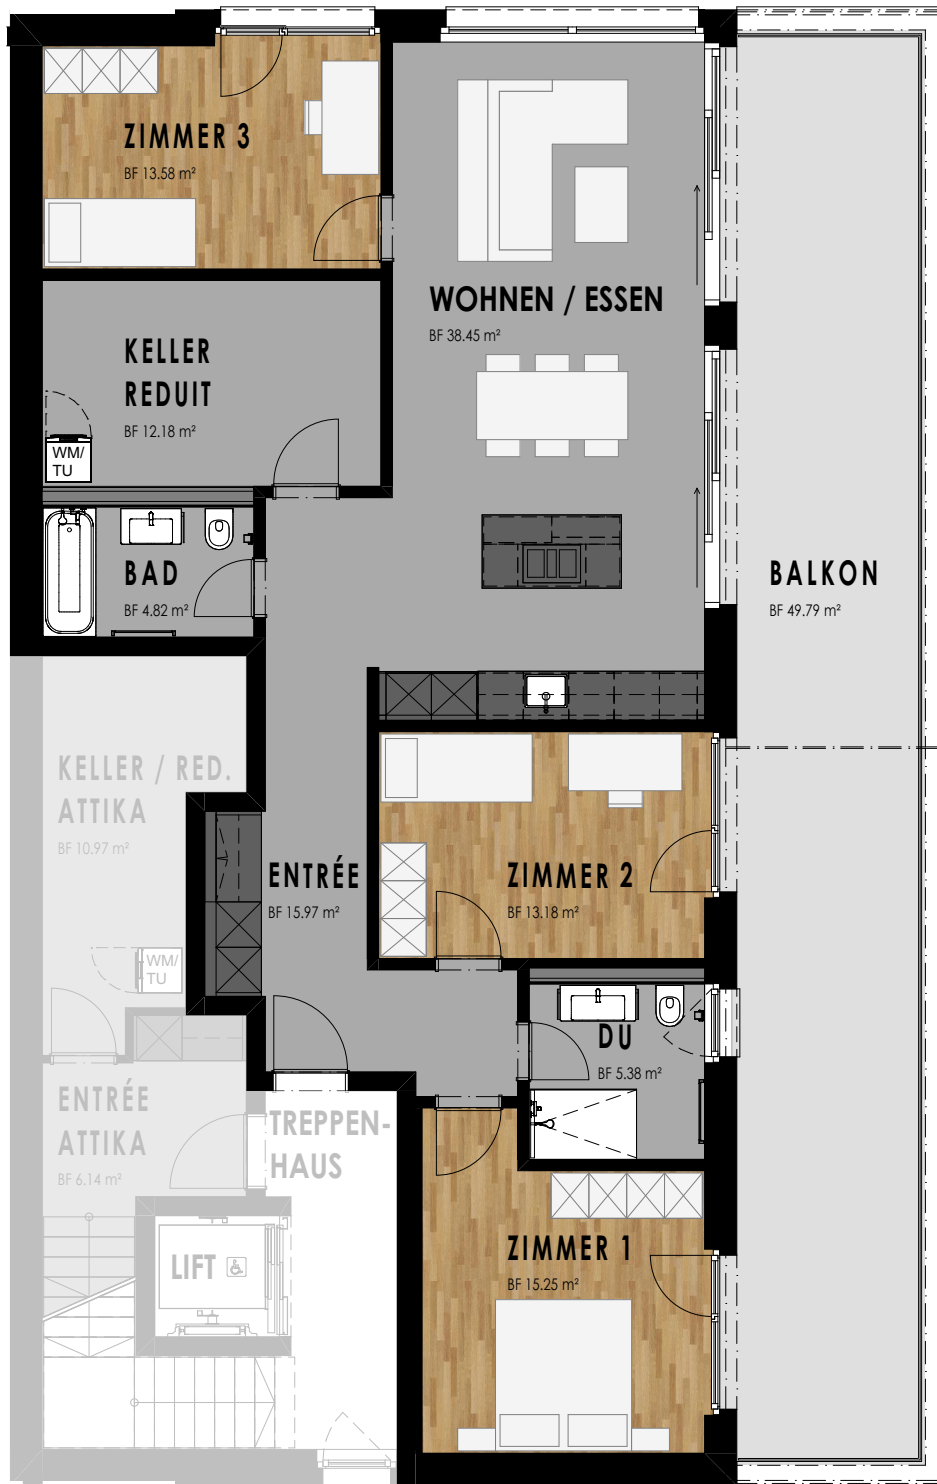 ZIMMER 3
BF 13.58 m²
WOHNEN / ESSEN
BF 38.45 m²
KELLER
REDUIT
BF 12.18 m²
WM/
TU
BAD
BF 4.82 m²
BALKON
BF 49.79 m²
KELLER / RED.
ATTIKA
BF 10.97 m²
WM/
TU
ENTRÉE
BF 15.97 m²
ZIMMER 2
BF 13.18 m²
DU
BF 5.38 m²
ENTRÉE
ATTIKA
BF 6.14 m²
TREPPEN-
HAUS
LIFT
ZIMMER 1
BF 15.25 m²